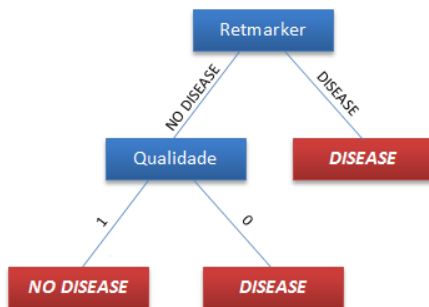 Retmarker
NO DISEASE
DISEASE
Qualidade
DISEASE
1
0
NO DISEASE
DISEASE